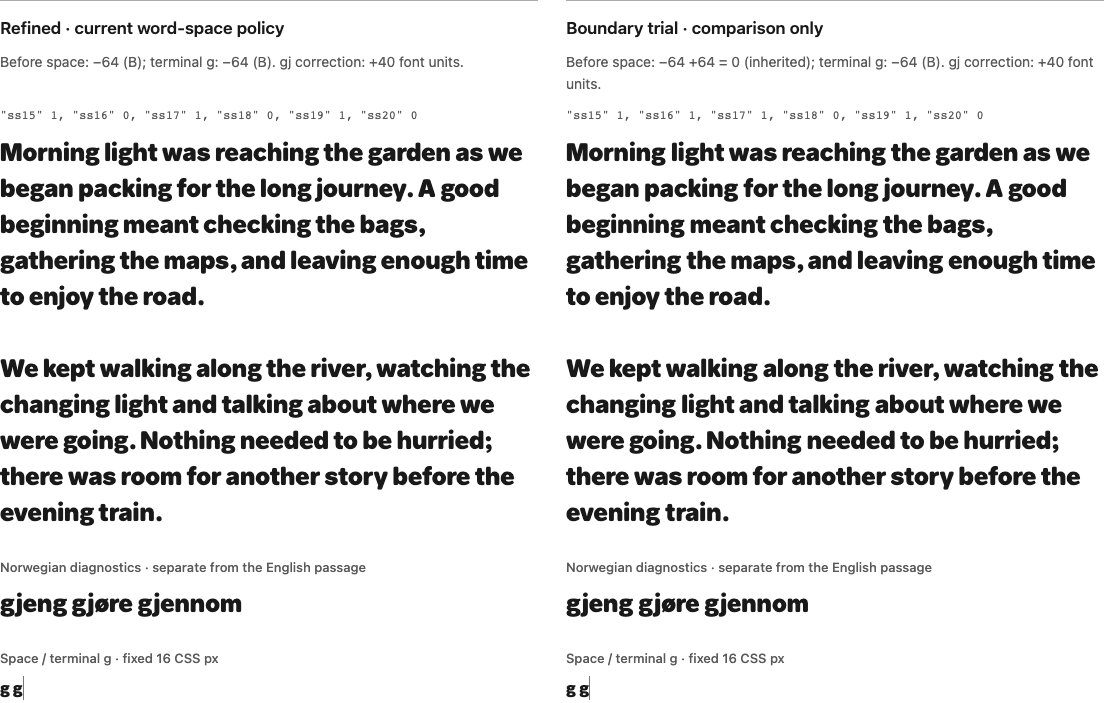 Refined · current word-space policy
Before space: −64 (B); terminal g: −64 (B). gj correction: +40 font units.
"ss15" 1, "ss16" 0, "ss17" 1, "ss18" 0, "ss19" 1, "ss20" 0
Morning light was reaching the garden as we
began packing for the long journey. A good
beginning meant checking the bags,
gathering the maps, and leaving enough time
to enjoy the road.
We kept walking along the river, watching the
changing light and talking about where we
were going. Nothing needed to be hurried;
there was room for another story before the
evening train.
Norwegian diagnostics · separate from the English passage
gjeng gjøre gjennom
Space / terminal g · fixed 16 CSS px
g g
Boundary trial · comparison only
Before space: −64 +64 = 0 (inherited); terminal g: −64 (B). gj correction: +40 font
units.
"ss15" 1, "ss16" 1, "ss17" 1, "ss18" 0, "ss19" 1, "ss20" 0
Morning light was reaching the garden as we
began packing for the long journey. A good
beginning meant checking the bags,
gathering the maps, and leaving enough time
to enjoy the road.
We kept walking along the river, watching the
changing light and talking about where we
were going. Nothing needed to be hurried;
there was room for another story before the
evening train.
Norwegian diagnostics · separate from the English passage
gjeng gjøre gjennom
Space / terminal g · fixed 16 CSS px
g g